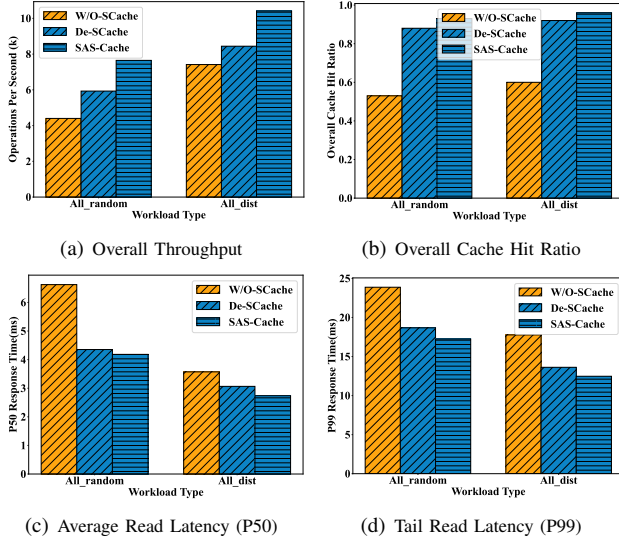 W/O-SCache
De-SCache
SAS-Cache
Operations Per Second (k)
10
8
6
4
2
0
All_random
All_dist
Workload Type
(a) Overall Throughput
W/O-SCache
De-SCache
SAS-Cache
Overall Cache Hit Ratio
1.0
0.8
0.6
0.4
0.2
0.0
All_random
All_dist
Workload Type
(b) Overall Cache Hit Ratio
W/O-SCache
De-SCache
SAS-Cache
P50 Response Time(ms)
6
5
4
3
2
1
0
All_random
All_dist
Workload Type
(c) Average Read Latency (P50)
W/O-SCache
De-SCache
SAS-Cache
P99 Response Time(ms)
25
20
15
10
5
0
All_random
All_dist
Workload Type
(d) Tail Read Latency (P99)